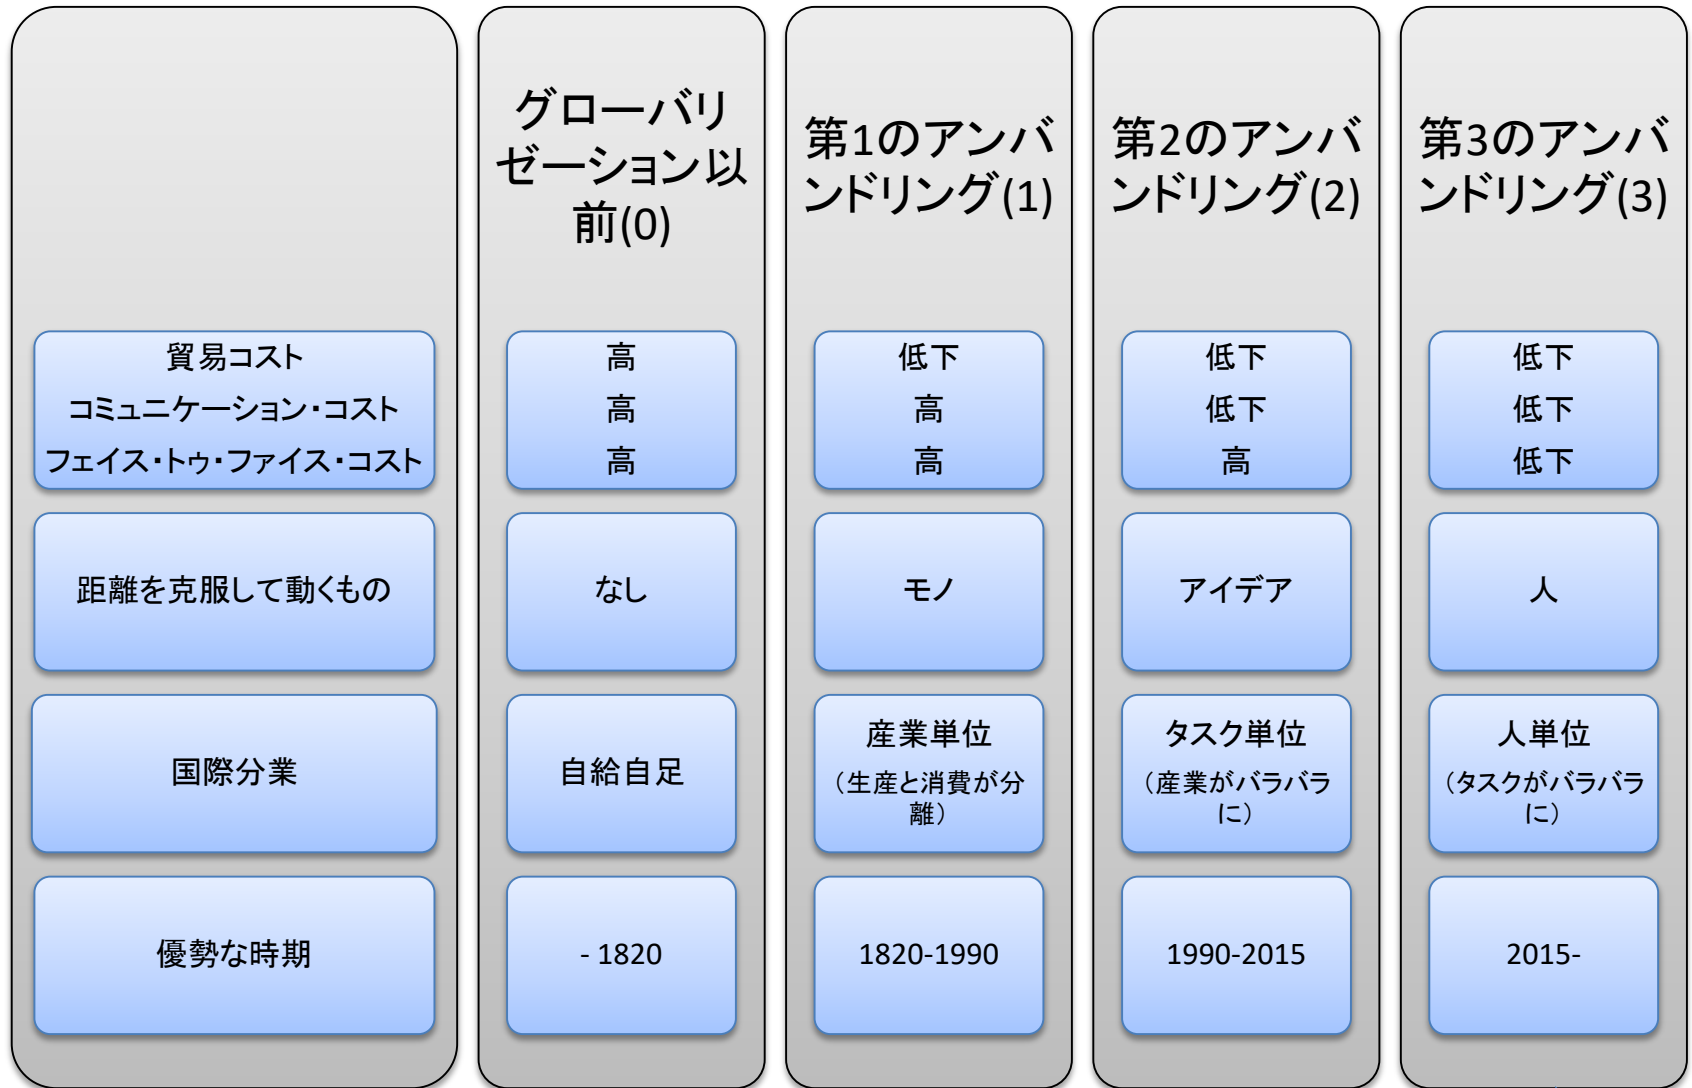 グローバリ
ゼーション以
前(0)
第1のアンバ
ンドリング(1)
第2のアンバ
ンドリング(2)
第3のアンバ
ンドリング(3)
貿易コスト
コミュニケーション・コスト
フェイス・トゥ・ファイス・コスト
高
高
高
低下
高
高
低下
低下
高
低下
低下
低下
距離を克服して動くもの
なし
モノ
アイデア
人
国際分業
自給自足
産業単位
（生産と消費が分
離）
タスク単位
（産業がバラバラ
に）
人単位
（タスクがバラバラ
に）
優勢な時期
- 1820
1820-1990
1990-2015
2015-